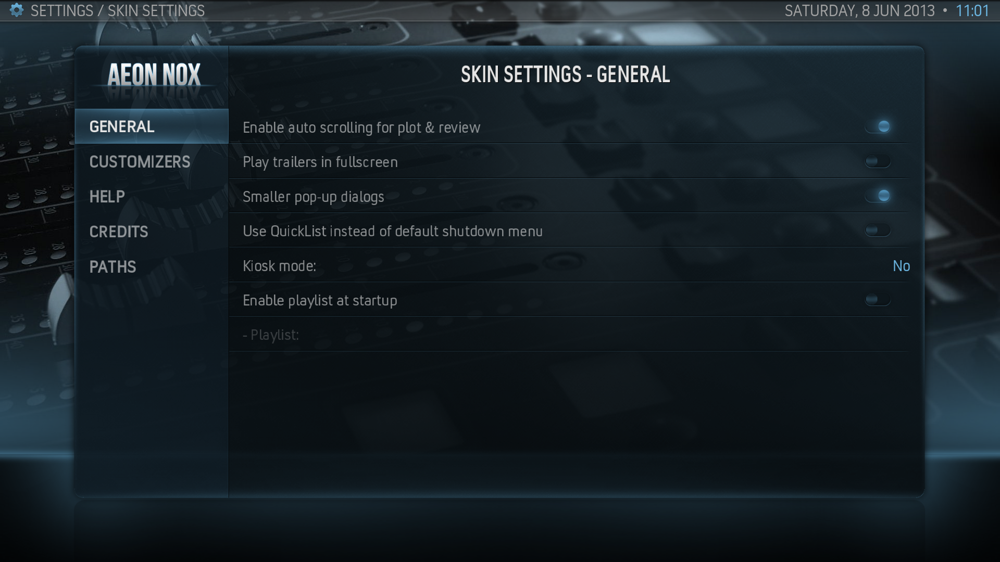 SETTINGS / SKIN SETTINGS
SATURDAY, 8 JUN 2013 • 11:01
AEON NOX
SKIN SETTINGS - GENERAL
GENERAL
CUSTOMIZERS
HELP
CREDITS
PATHS
Enable auto scrolling for plot & review
Play trailers in fullscreen
Smaller pop-up dialogs
Use QuickList instead of default shutdown menu
Kiosk mode:
No
Enable playlist at startup
- Playlist: